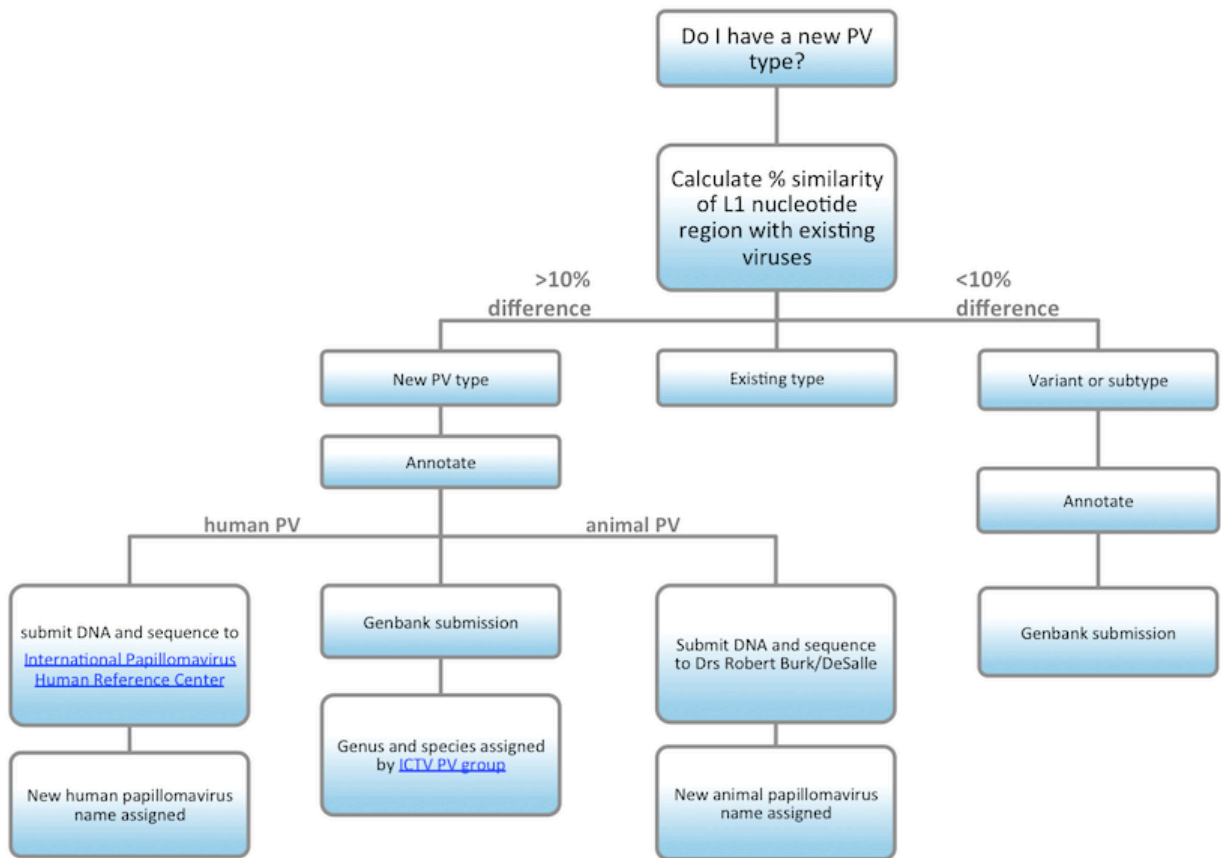 Do I have a new PV
type?
Calculate % similarity
of L1 nucleotide
region with existing
viruses
>10%
difference
<10%
difference
New PV type
Existing type
Variant or subtype
Annotate
Annotate
human PV
animal PV
submit DNA and sequence to
International Papillomavirus
Human Reference Center
Genbank submission
Submit DNA and sequence
to Drs Robert Burk/DeSalle
Genbank submission
New human papillomavirus
name assigned
Genus and species assigned
by ICTV PV group
New animal papillomavirus
name assigned